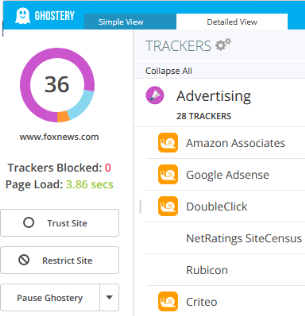 GHOSTERY
Simple View
Detailed View
36
www.foxnews.com
Trackers Blocked: 0
Page Load: 3.86 secs
Trust Site
Restrict Site
Pause Ghostery
TRACKERS
Collapse All
Advertising
28 TRACKERS
Amazon Associates
Google Adsense
DoubleClick
NetRatings SiteCensus
Rubicon
Criteo